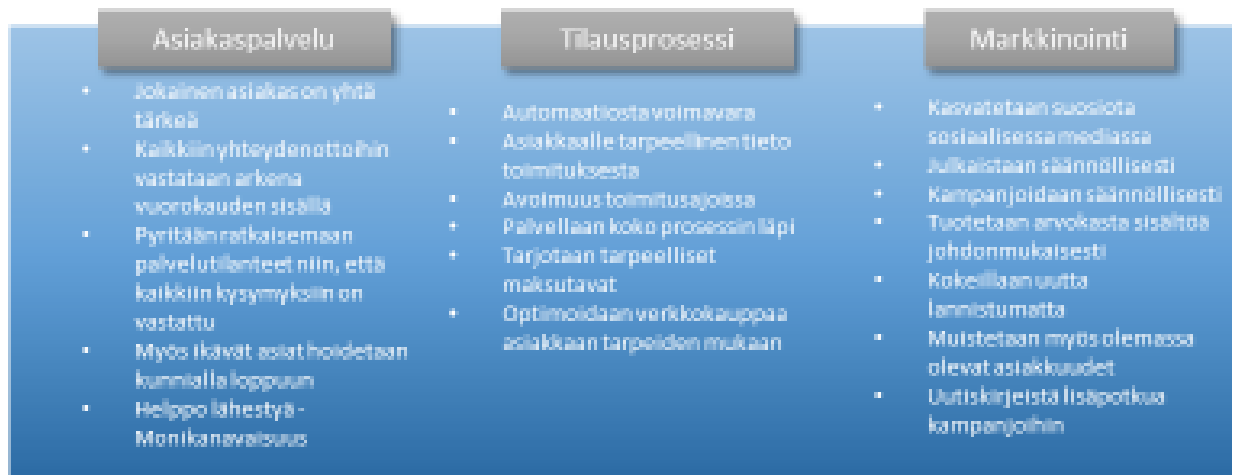 Asiakaspalvelu
• Jokainen asiakas on yhtä
tärkeä
• Kaikkiin yhteydenottoihin
vastataan arkena
vuorokauden sisällä
• Pyritään ratkaisemaan
palvelutilanteet niin, että
kaikkiin kysymyksiin on
vastattu
• Myös ikävät asiat hoidetaan
kunnialla loppuun
• Helppo lähestyä -
Monikanavaisuus
Tilausprosessi
• Automaatiosta voimavara
• Asiakkaalle tarpeellinen tieto
toimituksesta
• Avoimuus toimitusajoissa
• Palvellaan koko prosessin läpi
• Tarjotaan tarpeelliset
maksutavat
• Optimoidaan verkkokauppaa
asiakkaan tarpeiden mukaan
Markkinointi
• Kasvatetaan suosiota
sosiaalisessa mediassa
• Julkaistaan säännöllisesti
• Kampanjoidaan säännöllisesti
• Tuotetaan arvokasta sisältöä
johdonmukaisesti
• Kokeillaan uutta
lannistumatta
• Muistetaan myös olemassa
olevat asiakkuudet
• Uutiskirjeistä lisäpotkua
kampanjoihin